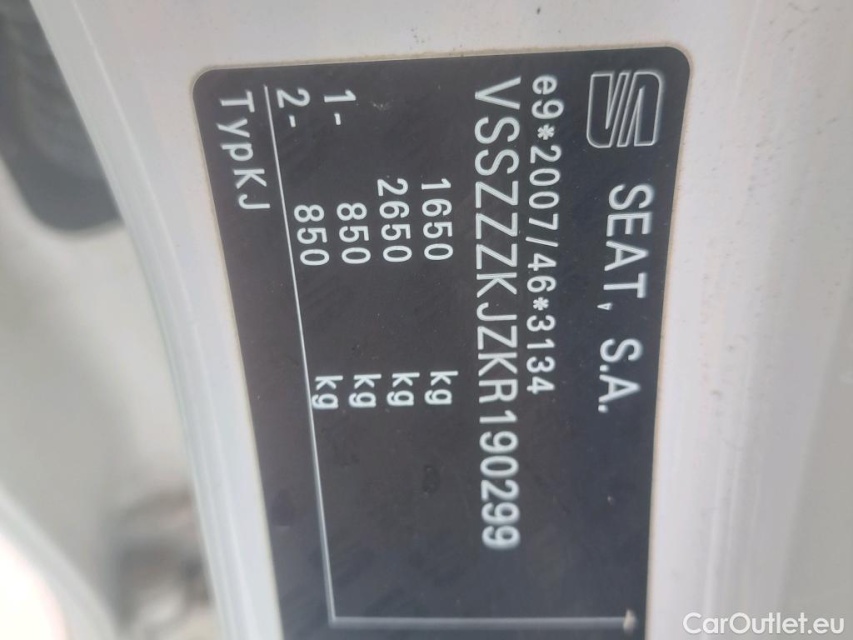 SEAT, S.A.
e9*2007/46*3134
VSSZZZKJZKR190299
1650 kg
2650 kg
1- 850 kg
2- 850 kg
TypKJ
CarOutlet.eu